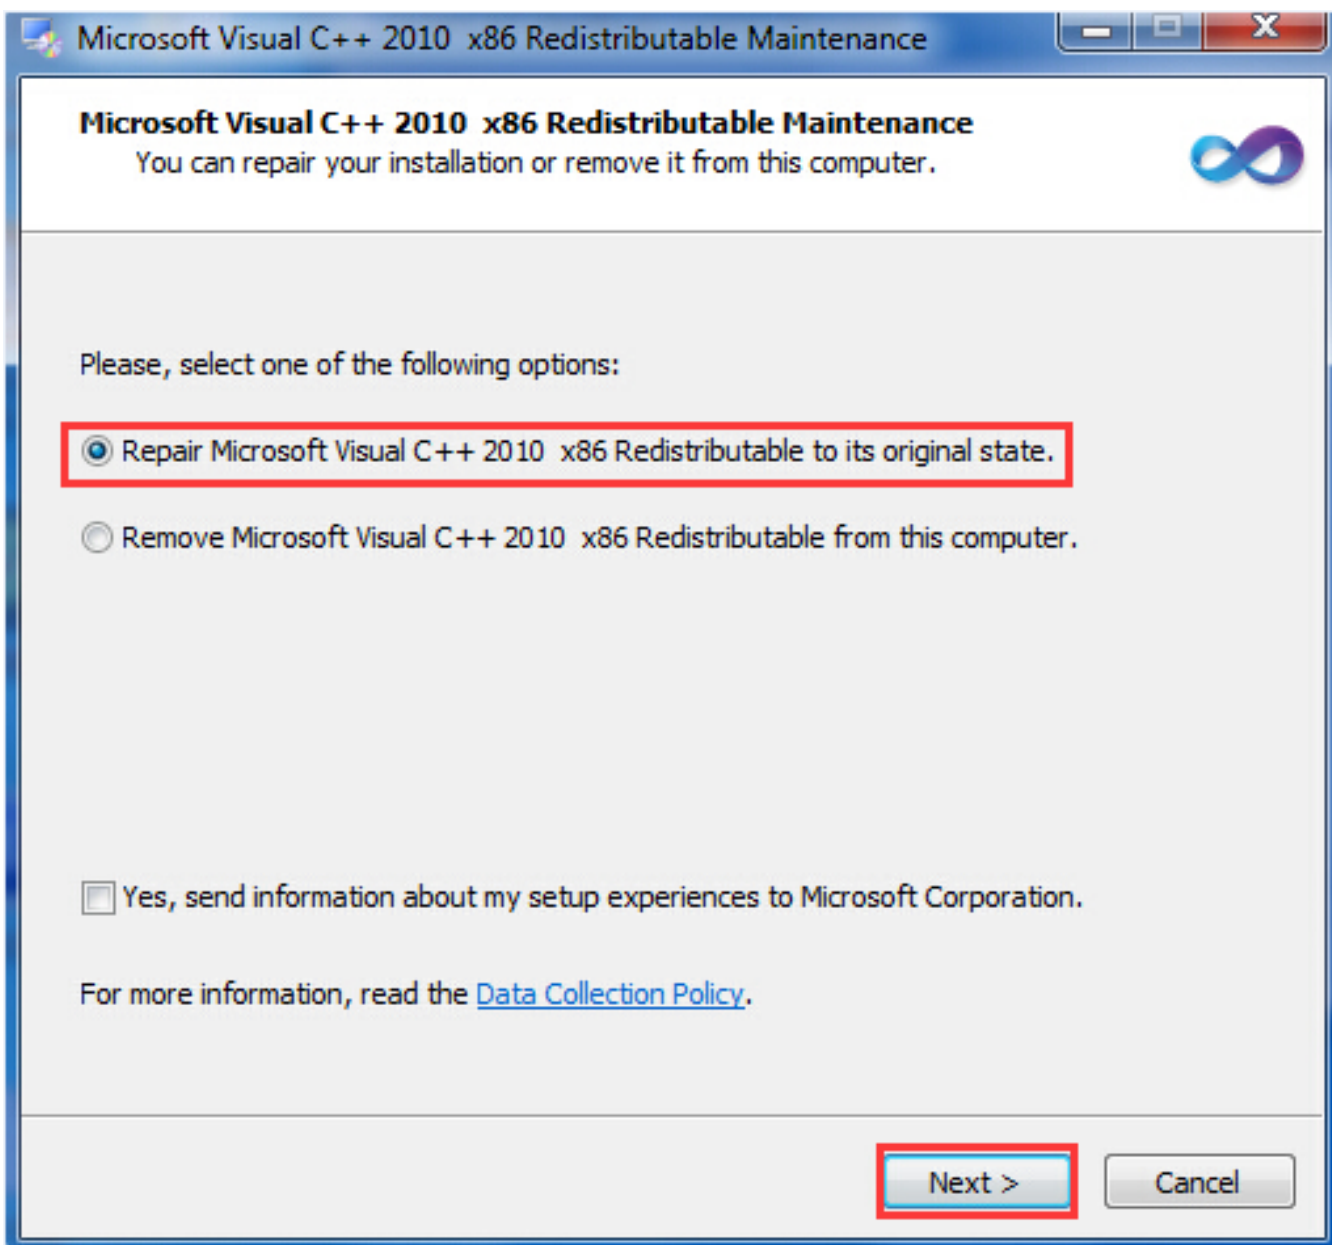 Microsoft Visual C++ 2010  x86 Redistributable Maintenance
Microsoft Visual C++ 2010  x86 Redistributable Maintenance
You can repair your installation or remove it from this computer.
Please, select one of the following options:
Repair Microsoft Visual C++ 2010  x86 Redistributable to its original state.
Remove Microsoft Visual C++ 2010  x86 Redistributable from this computer.
Yes, send information about my setup experiences to Microsoft Corporation.
For more information, read the Data Collection Policy.
Next >
Cancel